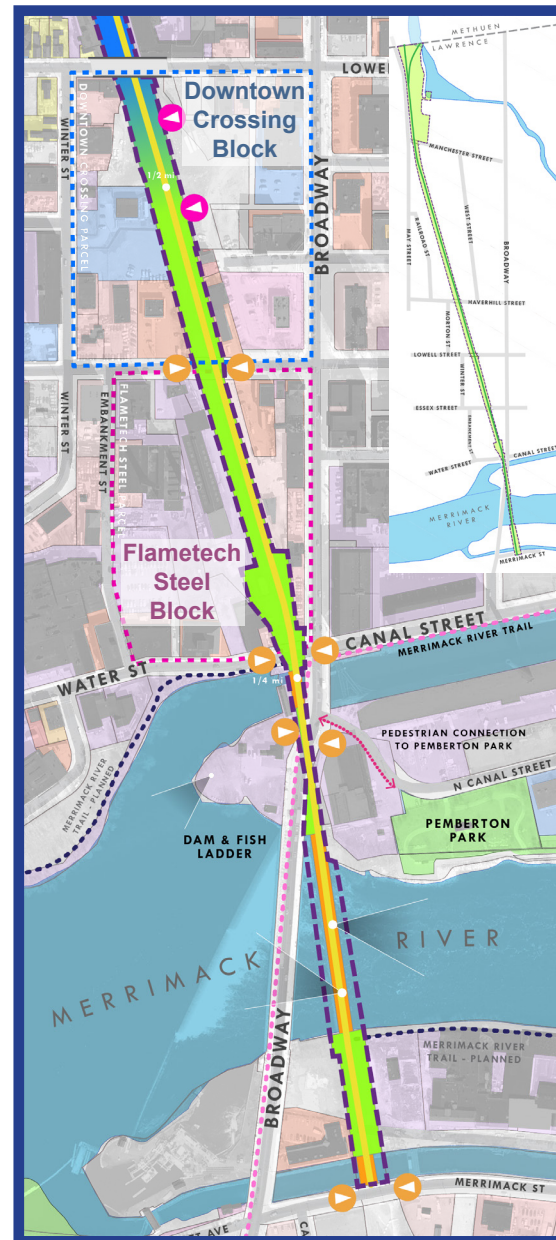 METHUEN
LAWRENCE
MANCHESTER STREET
WEST STREET
RAILROAD ST
MAY STREET
BROADWAY
HAVERHILL STREET
MORTON ST
LOWELL STREET
WINTER ST
ESSEX STREET
EMBANKMENT ST
WATER STREET
CANAL STREET
MERRIMACK
RIVER
MERRIMACK ST
LOWEL
Downtown
Crossing
Block
WINTER ST
DOWNTOWN CROSSING PARCEL
1/2 mi
BROADWAY
WINTER ST
EMBANKMENT ST
FLAMETECH STEEL PARCEL
Flametech
Steel
Block
CANAL STREET
MERRIMACK RIVER TRAIL
WATER ST
1/4 mi
MERRIMACK RIVER
TRAIL - PLANNED
PEDESTRIAN CONNECTION
TO PEMBERTON PARK
N CANAL STREET
PEMBERTON
PARK
DAM & FISH
LADDER
MERRIMACK RIVER
BROADWAY
MERRIMACK RIVER
TRAIL - PLANNED
MERRIMACK ST
AVE